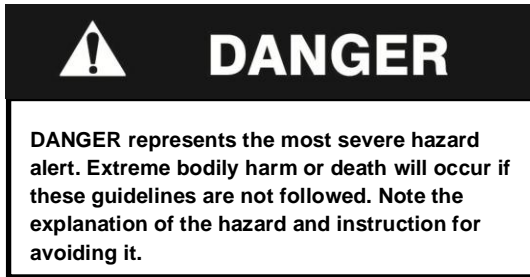 DANGER
DANGER represents the most severe hazard
alert. Extreme bodily harm or death will occur if
these guidelines are not followed. Note the
explanation of the hazard and instruction for
avoiding it.